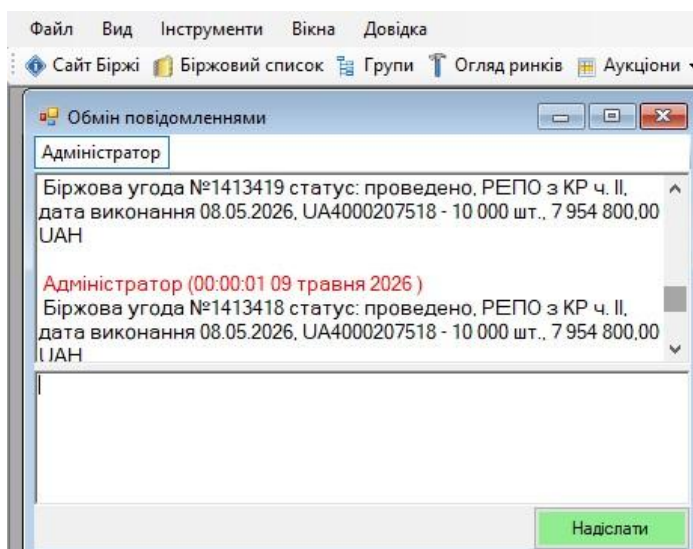 Файл Вид Інструменти Вікна Довідка
Сайт Біржі Біржовий список Групи Огляд ринків Аукціони
Обмін повідомленнями
Адміністратор
Біржова угода №1413419 статус: проведено, РЕПО з КР ч. II,
дата виконання 08.05.2026, UA4000207518 - 10 000 шт., 7 954 800,00
UAH
Адміністратор (00:00:01 09 травня 2026 )
Біржова угода №1413418 статус: проведено, РЕПО з КР ч. II,
дата виконання 08.05.2026, UA4000207518 - 10 000 шт., 7 954 800,00
UAH
Надіслати